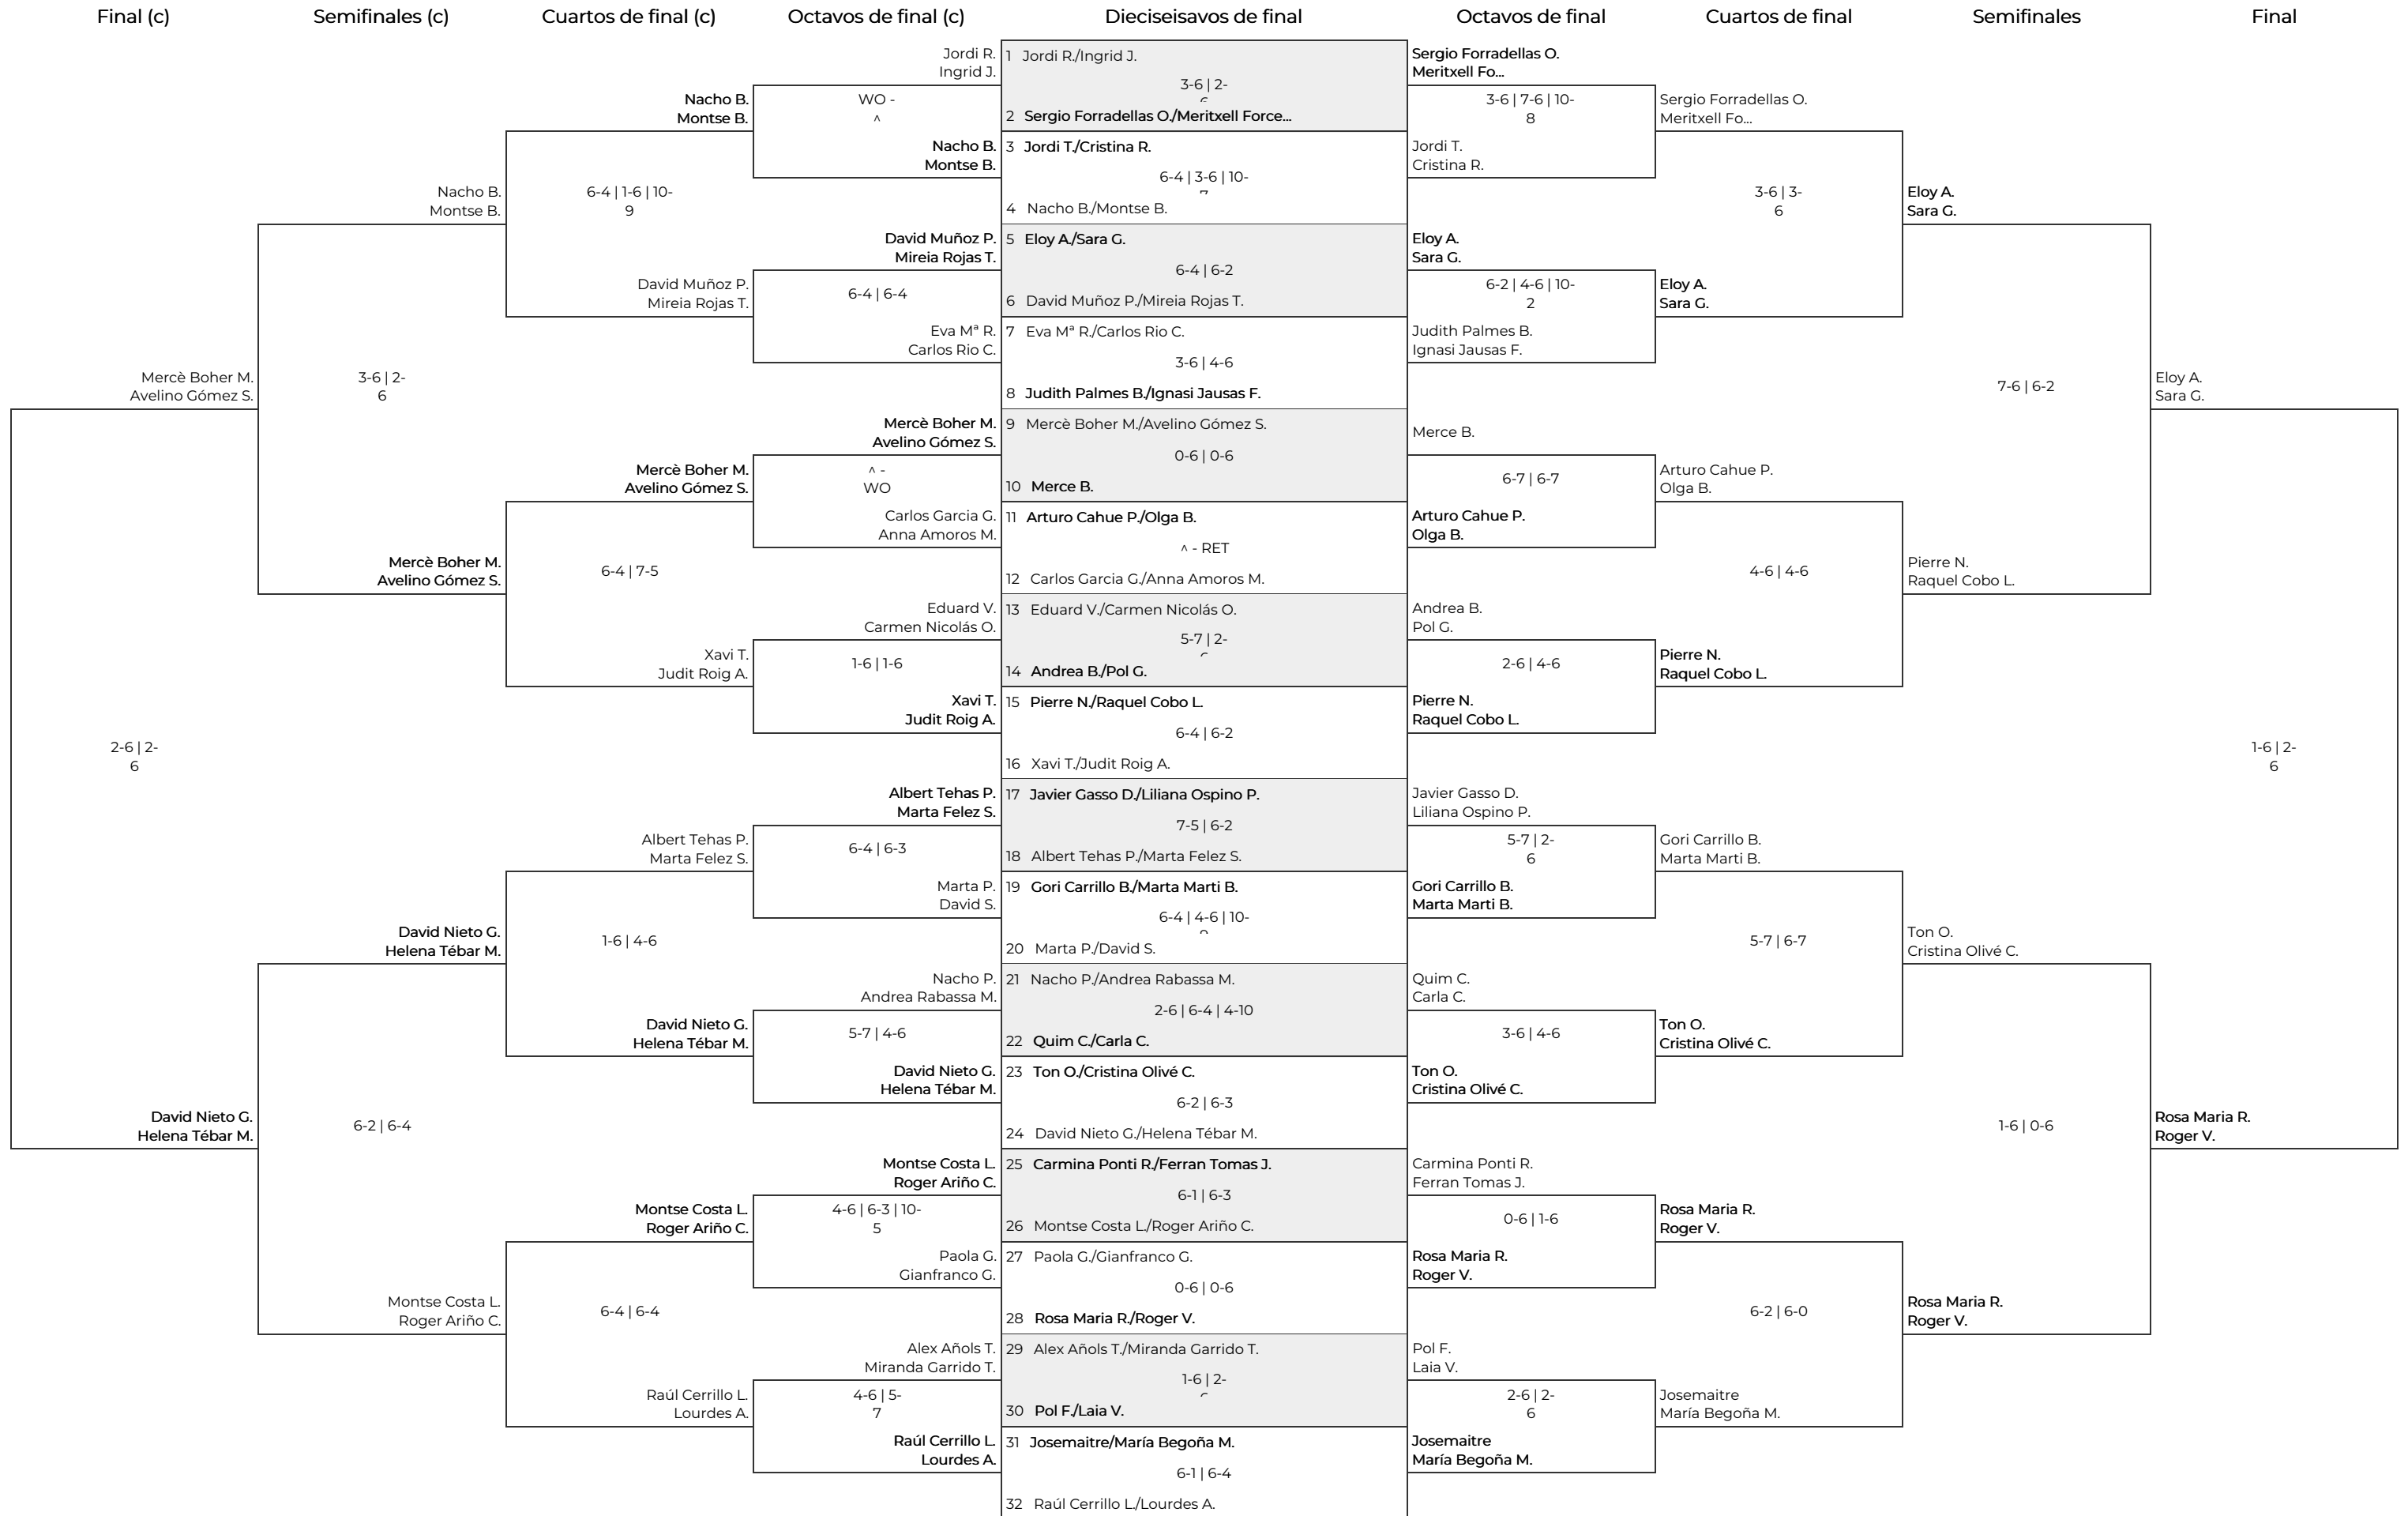 Final (c)
Semifinales (c)
Cuartos de final (c)
Octavos de final (c)
Dieciseisavos de final
Octavos de final
Cuartos de final
Semifinales
Final
Mercè Boher M.
Avelino Gómez S.
2-6 | 2-
6
David Nieto G.
Helena Tébar M.
Nacho B.
Montse B.
3-6 | 2-
6
Mercè Boher M.
Avelino Gómez S.
David Nieto G.
Helena Tébar M.
6-2 | 6-4
Montse Costa L.
Roger Ariño C.
Nacho B.
Montse B.
6-4 | 1-6 | 10-
9
David Muñoz P.
Mireia Rojas T.
Mercè Boher M.
Avelino Gómez S.
6-4 | 7-5
Xavi T.
Judit Roig A.
Albert Tehas P.
Marta Felez S.
1-6 | 4-6
David Nieto G.
Helena Tébar M.
Montse Costa L.
Roger Ariño C.
6-4 | 6-4
Raúl Cerrillo L.
Lourdes A.
Jordi R.
Ingrid J.
WO -
^
Nacho B.
Montse B.
David Muñoz P.
Mireia Rojas T.
6-4 | 6-4
Eva Mª R.
Carlos Rio C.
Mercè Boher M.
Avelino Gómez S.
^ -
WO
Carlos Garcia G.
Anna Amoros M.
Eduard V.
Carmen Nicolás O.
1-6 | 1-6
Xavi T.
Judit Roig A.
Albert Tehas P.
Marta Felez S.
6-4 | 6-3
Marta P.
David S.
Nacho P.
Andrea Rabassa M.
5-7 | 4-6
David Nieto G.
Helena Tébar M.
Montse Costa L.
Roger Ariño C.
4-6 | 6-3 | 10-
5
Paola G.
Gianfranco G.
Alex Añols T.
Miranda Garrido T.
4-6 | 5-
7
Raúl Cerrillo L.
Lourdes A.
1 Jordi R./Ingrid J.
3-6 | 2-
2 Sergio Forradellas O./Meritxell Force...
3 Jordi T./Cristina R.
6-4 | 3-6 | 10-
4 Nacho B./Montse B.
5 Eloy A./Sara G.
6-4 | 6-2
6 David Muñoz P./Mireia Rojas T.
7 Eva Mª R./Carlos Rio C.
3-6 | 4-6
8 Judith Palmes B./Ignasi Jausas F.
9 Mercè Boher M./Avelino Gómez S.
0-6 | 0-6
10 Merce B.
11 Arturo Cahue P./Olga B.
^ - RET
12 Carlos Garcia G./Anna Amoros M.
13 Eduard V./Carmen Nicolás O.
5-7 | 2-
14 Andrea B./Pol G.
15 Pierre N./Raquel Cobo L.
6-4 | 6-2
16 Xavi T./Judit Roig A.
17 Javier Gasso D./Liliana Ospino P.
7-5 | 6-2
18 Albert Tehas P./Marta Felez S.
19 Gori Carrillo B./Marta Marti B.
6-4 | 4-6 | 10-
20 Marta P./David S.
21 Nacho P./Andrea Rabassa M.
2-6 | 6-4 | 4-10
22 Quim C./Carla C.
23 Ton O./Cristina Olivé C.
6-2 | 6-3
24 David Nieto G./Helena Tébar M.
25 Carmina Ponti R./Ferran Tomas J.
6-1 | 6-3
26 Montse Costa L./Roger Ariño C.
27 Paola G./Gianfranco G.
0-6 | 0-6
28 Rosa Maria R./Roger V.
29 Alex Añols T./Miranda Garrido T.
1-6 | 2-
30 Pol F./Laia V.
31 Josemaitre/María Begoña M.
6-1 | 6-4
32 Raúl Cerrillo L./Lourdes A.
Sergio Forradellas O.
Meritxell Fo...
3-6 | 7-6 | 10-
8
Jordi T.
Cristina R.
Eloy A.
Sara G.
6-2 | 4-6 | 10-
2
Judith Palmes B.
Ignasi Jausas F.
Merce B.
6-7 | 6-7
Arturo Cahue P.
Olga B.
Andrea B.
Pol G.
2-6 | 4-6
Pierre N.
Raquel Cobo L.
Javier Gasso D.
Liliana Ospino P.
5-7 | 2-
6
Gori Carrillo B.
Marta Marti B.
Quim C.
Carla C.
3-6 | 4-6
Ton O.
Cristina Olivé C.
Carmina Ponti R.
Ferran Tomas J.
0-6 | 1-6
Rosa Maria R.
Roger V.
Pol F.
Laia V.
2-6 | 2-
6
Josemaitre
María Begoña M.
Sergio Forradellas O.
Meritxell Fo...
3-6 | 3-
6
Eloy A.
Sara G.
Arturo Cahue P.
Olga B.
4-6 | 4-6
Pierre N.
Raquel Cobo L.
Gori Carrillo B.
Marta Marti B.
5-7 | 6-7
Ton O.
Cristina Olivé C.
Rosa Maria R.
Roger V.
6-2 | 6-0
Josemaitre
María Begoña M.
Eloy A.
Sara G.
7-6 | 6-2
Pierre N.
Raquel Cobo L.
Ton O.
Cristina Olivé C.
1-6 | 0-6
Rosa Maria R.
Roger V.
Eloy A.
Sara G.
1-6 | 2-
6
Rosa Maria R.
Roger V.